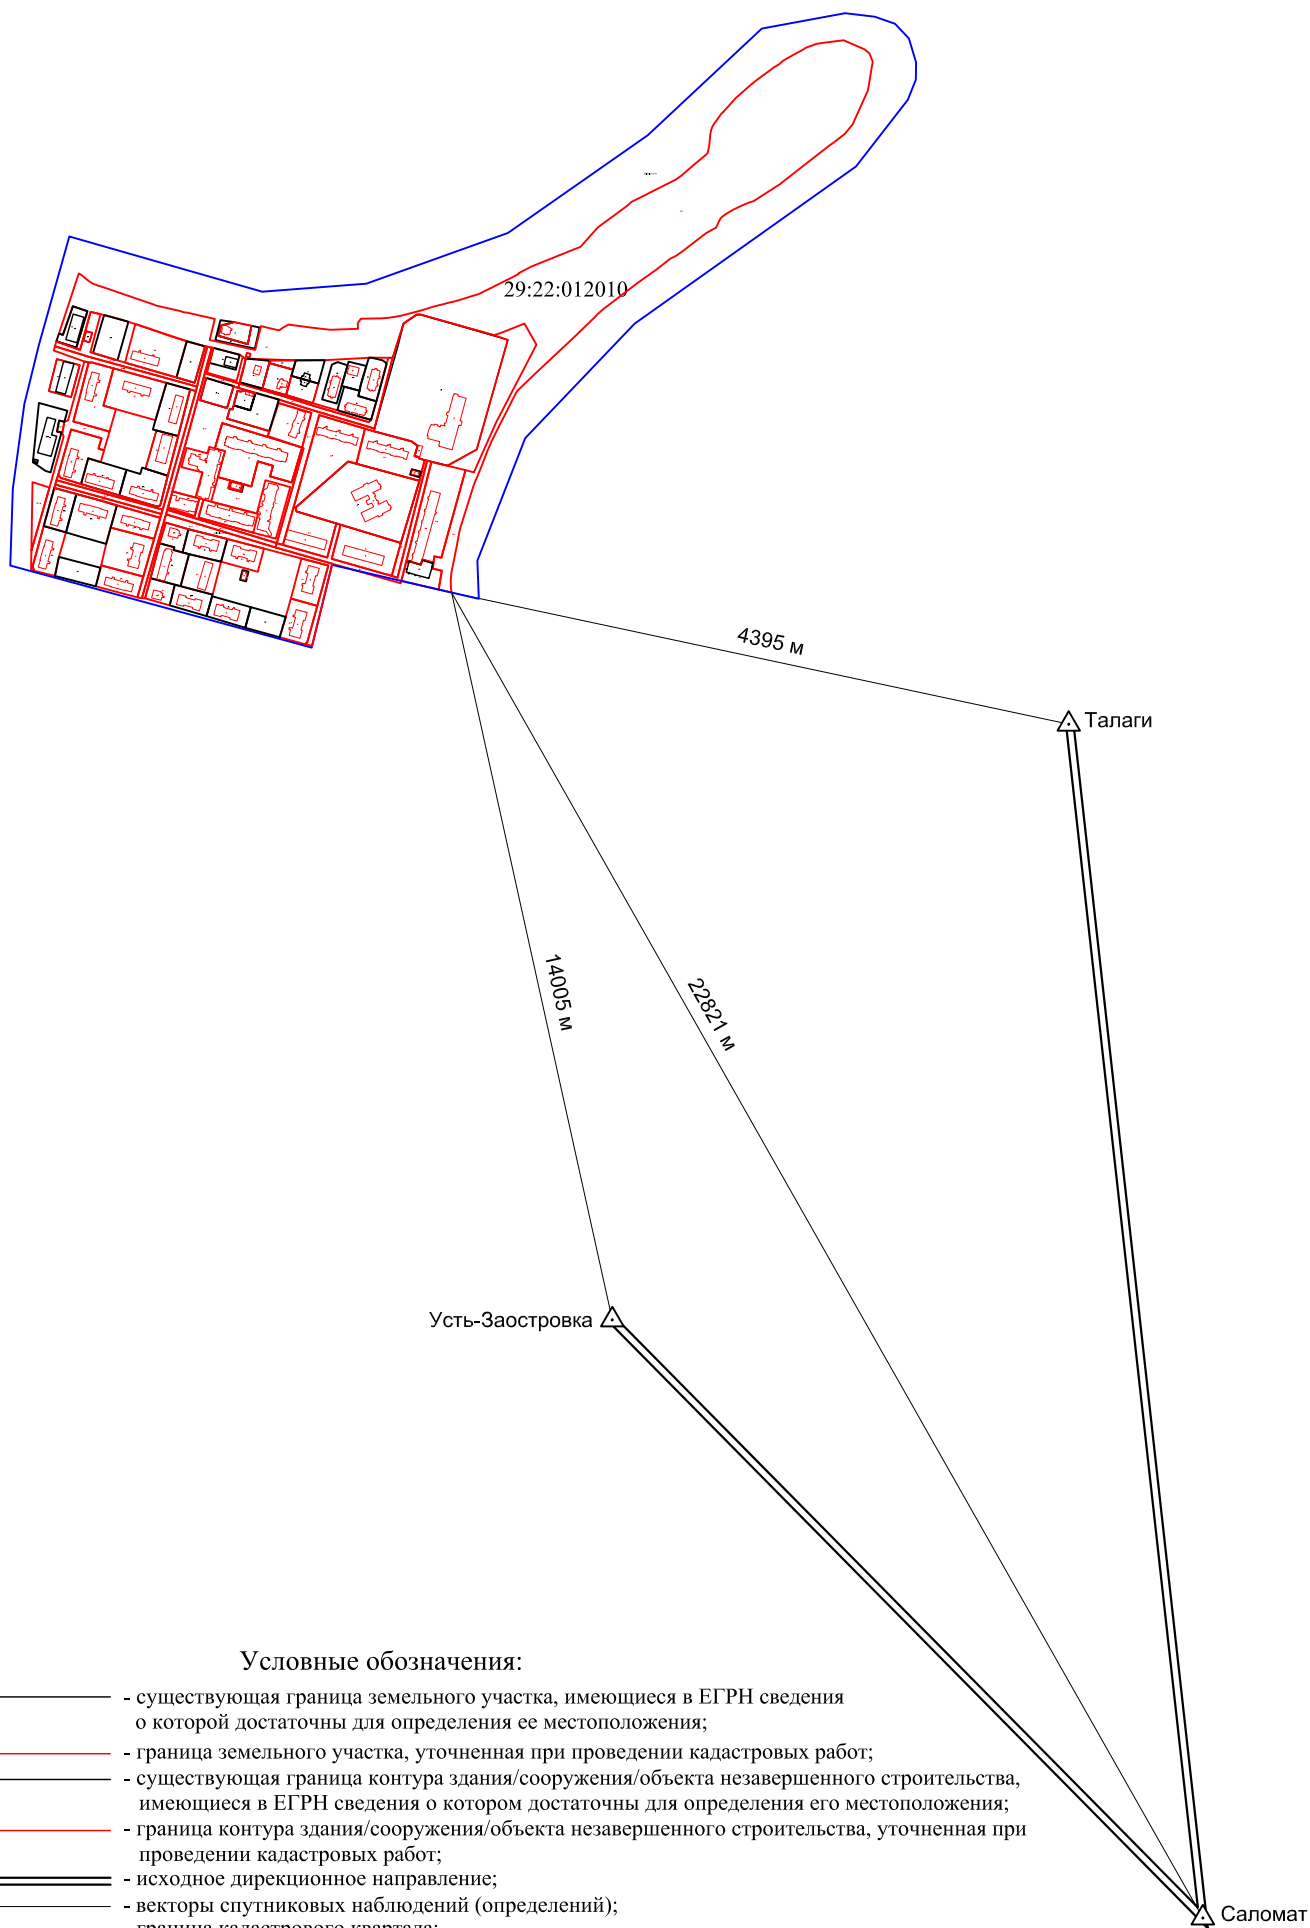 29:22:012010
4395 м
Талаги
14005 м
22821 м
Усть-Заостровка
Условные обозначения:
- существующая граница земельного участка, имеющиеся в ЕГРН сведения
о которой достаточны для определения ее местоположения;
- граница земельного участка, уточненная при проведении кадастровых работ;
- существующая граница контура здания/сооружения/объекта незавершенного строительства,
имеющиеся в ЕГРН сведения о котором достаточны для определения его местоположения;
- граница контура здания/сооружения/объекта незавершенного строительства, уточненная при
проведении кадастровых работ;
- исходное дирекционное направление;
- векторы спутниковых наблюдений (определений);
граница кадастрового квартала;
Саломат